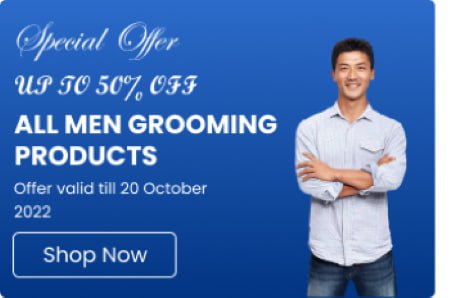 Special Offer
UP TO 50% OFF
ALL MEN GROOMING
PRODUCTS
Offer valid till 20 October
2022
Shop Now